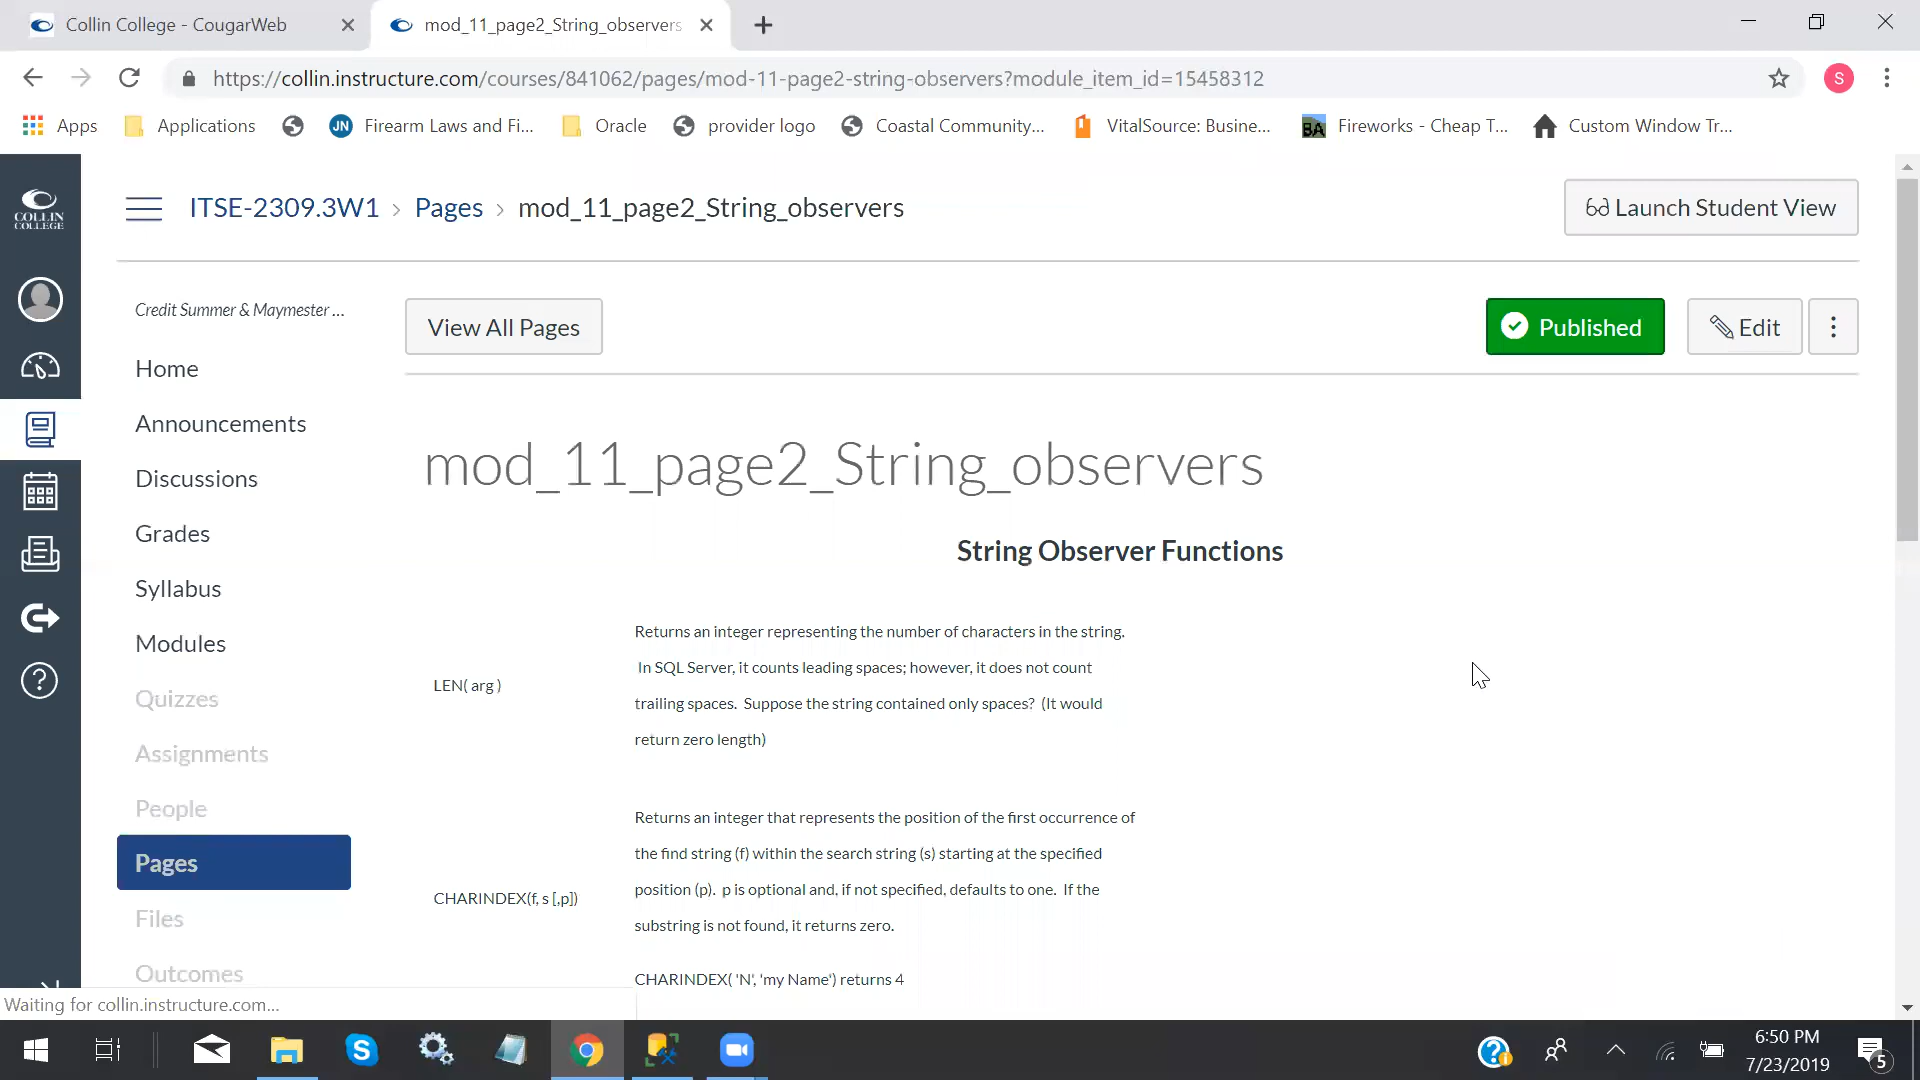 Collin College - CougarWeb
mod_11_page2_String_observers
https://collin.instructure.com/courses/841062/pages/mod-11-page2-string-observers?module_item_id=15458312
S
Apps
Applications
JN Firearm Laws and Fi...
Oracle
provider logo
Coastal Community...
VitalSource: Busine...
BA Fireworks - Cheap T...
Custom Window Tr...
COLLIN
COLLEGE
ITSE-2309.3W1 > Pages > mod_11_page2_String_observers
Launch Student View
Credit Summer & Maymester ...
View All Pages
Published
Edit
Home
Announcements
Discussions
Grades
Syllabus
Modules
Quizzes
Assignments
People
Pages
Files
Outcomes
mod_11_page2_String_observers
String Observer Functions
LEN( arg )
Returns an integer representing the number of characters in the string.
In SQL Server, it counts leading spaces; however, it does not count
trailing spaces. Suppose the string contained only spaces? (It would
return zero length)
CHARINDEX(f, s [,p])
Returns an integer that represents the position of the first occurrence of
the find string (f) within the search string (s) starting at the specified
position (p). p is optional and, if not specified, defaults to one. If the
substring is not found, it returns zero.
CHARINDEX( 'N', 'my Name') returns 4
Waiting for collin.instructure.com...
6:50 PM
7/23/2019
5